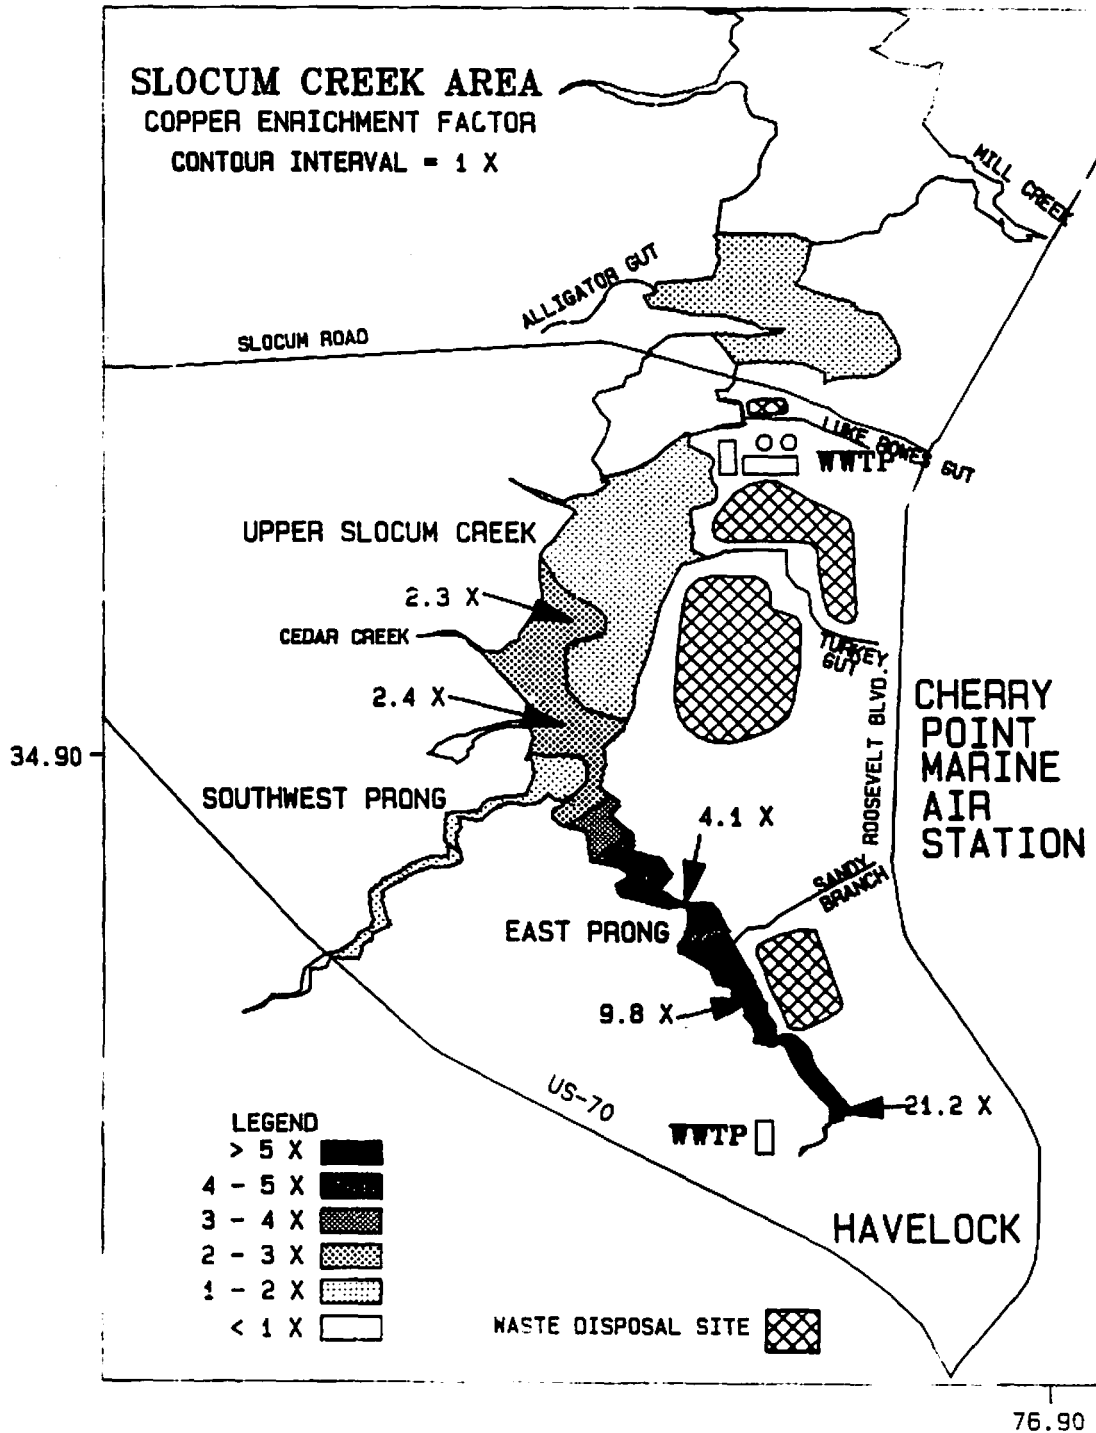 SLOCUM CREEK AREA
COPPER ENRICHMENT FACTOR
CONTOUR INTERVAL = 1 X
MILL CREEK
ALLIGATOR GUT
SLOCUM ROAD
LUKE ROWES GUT
WWTP
UPPER SLOCUM CREEK
2.3 X
CEDAR CREEK
TURKEY
GUT
2.4 X
ROOSEVELT BLVD.
CHERRY
POINT
MARINE
AIR
STATION
34.90
SOUTHWEST PRONG
4.1 X
SANDY
BRANCH
EAST PRONG
9.8 X
US-70
21.2 X
WWTP
LEGEND
> 5 X
4 - 5 X
3 - 4 X
2 - 3 X
1 - 2 X
< 1 X
HAVELOCK
WASTE DISPOSAL SITE
76.90